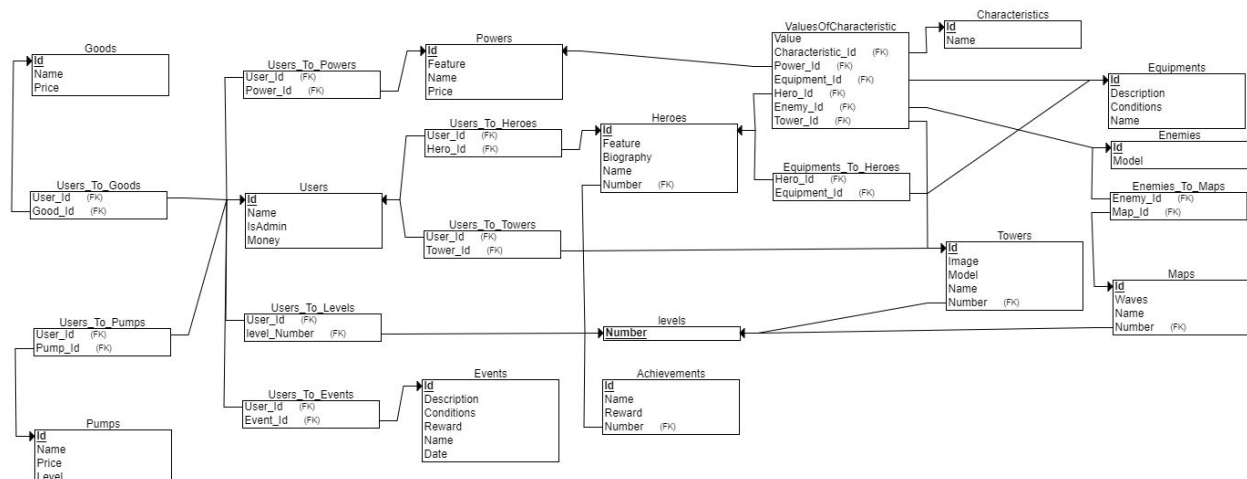 Goods
Id
Name
Price
Users_To_Goods
User_Id (FK)
Good_Id (FK)
Users_To_Pumps
User_Id (FK)
Pump_Id (FK)
Pumps
Id
Name
Price
Level
Users_To_Powers
User_Id (FK)
Power_Id (FK)
Users
Id
Name
IsAdmin
Money
Users_To_Levels
User_Id (FK)
level_Number (FK)
Users_To_Events
User_Id (FK)
Event_Id (FK)
Powers
Id
Feature
Name
Price
Users_To_Heroes
User_Id (FK)
Hero_Id (FK)
Users_To_Towers
User_Id (FK)
Tower_Id (FK)
Events
Id
Description
Conditions
Reward
Name
Date
Heroes
Id
Feature
Biography
Name
Number (FK)
levels
Number
Achievements
Id
Name
Reward
Number (FK)
ValuesOfCharacteristic
Value
Characteristic_Id (FK)
Power_Id (FK)
Equipment_Id (FK)
Hero_Id (FK)
Enemy_Id (FK)
Tower_Id (FK)
Equipments_To_Heroes
Hero_Id (FK)
Equipment_Id (FK)
Characteristics
Id
Name
Towers
Id
Image
Model
Name
Number (FK)
Equipments
Id
Description
Conditions
Name
Enemies
Id
Model
Enemies_To_Maps
Enemy_Id (FK)
Map_Id (FK)
Maps
Id
Waves
Name
Number (FK)